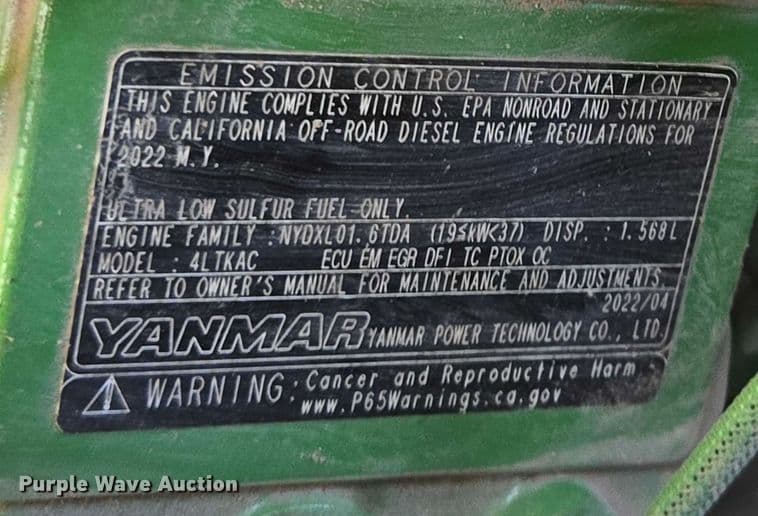 EMISSION CONTROL INFORMATION
THIS ENGINE COMPLIES WITH U.S. EPA NONROAD AND STATIONARY
AND CALIFORNIA OFF-ROAD DIESEL ENGINE REGULATIONS FOR
2022 M.Y.
ULTRA LOW SULFUR FUEL ONLY
ENGINE FAMILY : NYDXL01.6TDA (19≤kW<37) DISP. : 1.568L
MODEL : 4LTKAC ECU EM EGR DFI TC PTOX OC
REFER TO OWNER'S MANUAL FOR MAINTENANCE AND ADJUSTMENTS
2022/04
YANMAR YANMAR POWER TECHNOLOGY CO., LTD.
WARNING: Cancer and Reproductive Harm
www.P65Warnings.ca.gov
Purple Wave Auction